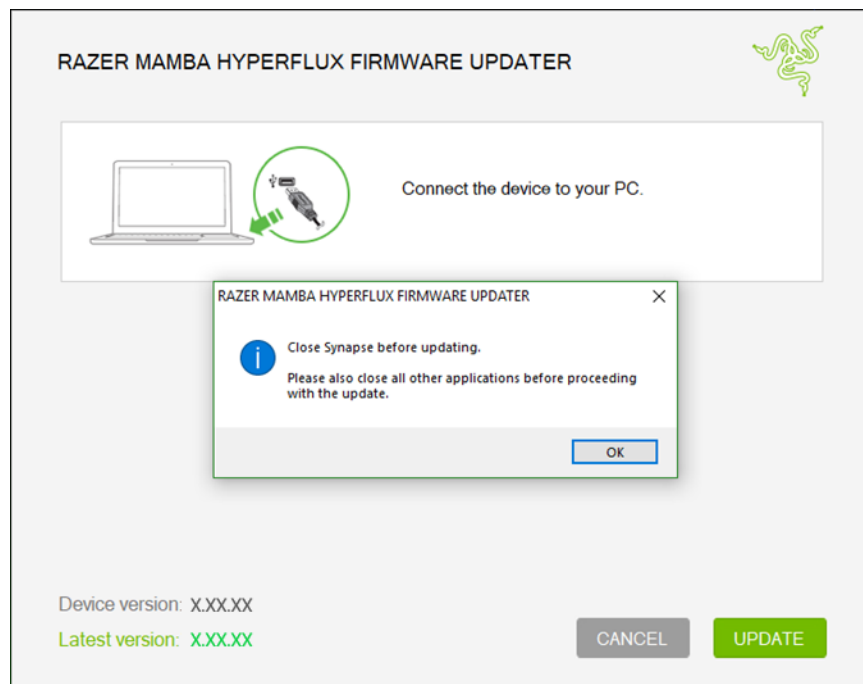 RAZER MAMBA HYPERFLUX FIRMWARE UPDATER
Connect the device to your PC.
RAZER MAMBA HYPERFLUX FIRMWARE UPDATER
Close Synapse before updating.
Please also close all other applications before proceeding
with the update.
OK
Device version: X.XX.XX
Latest version: X.XX.XX
CANCEL
UPDATE